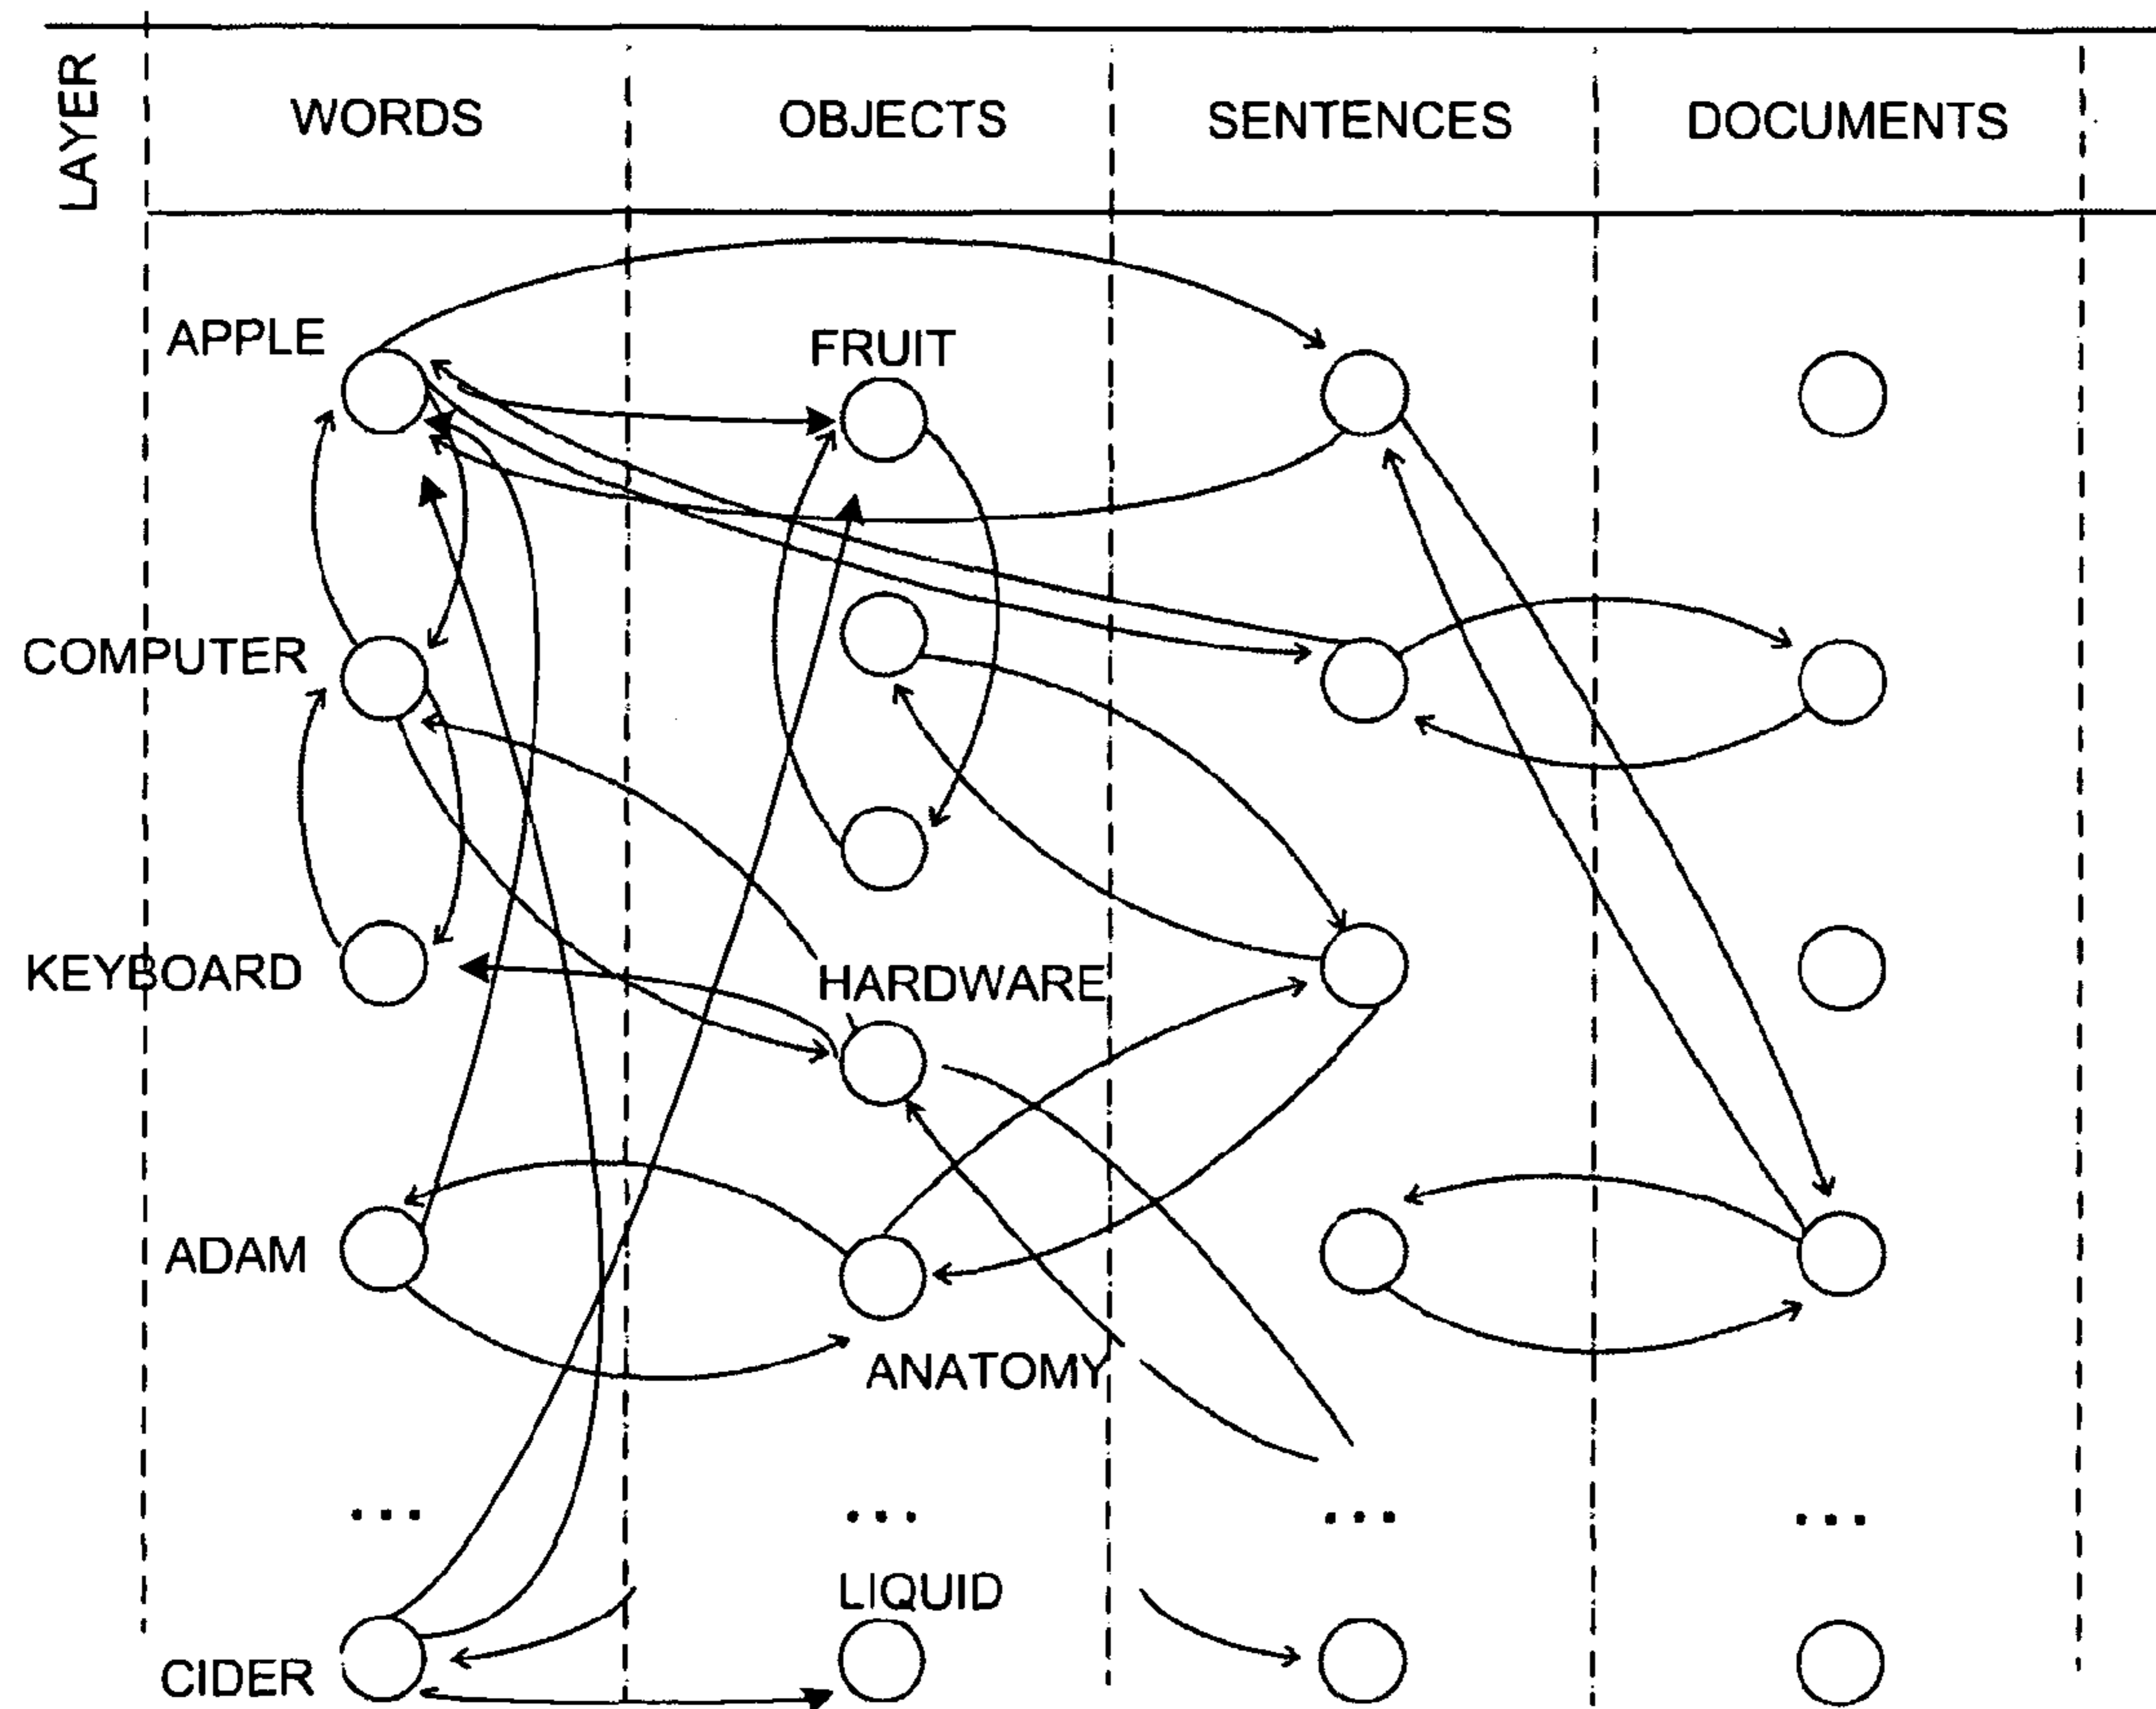 LAYER
WORDS OBJECTS SENTENCES DOCUMENTS
APPLE
FRUIT
COMPUTER
KEYBOARD
HARDWARE
ADAM
ANATOMY
... ... ... ...
LIQUID
CIDER